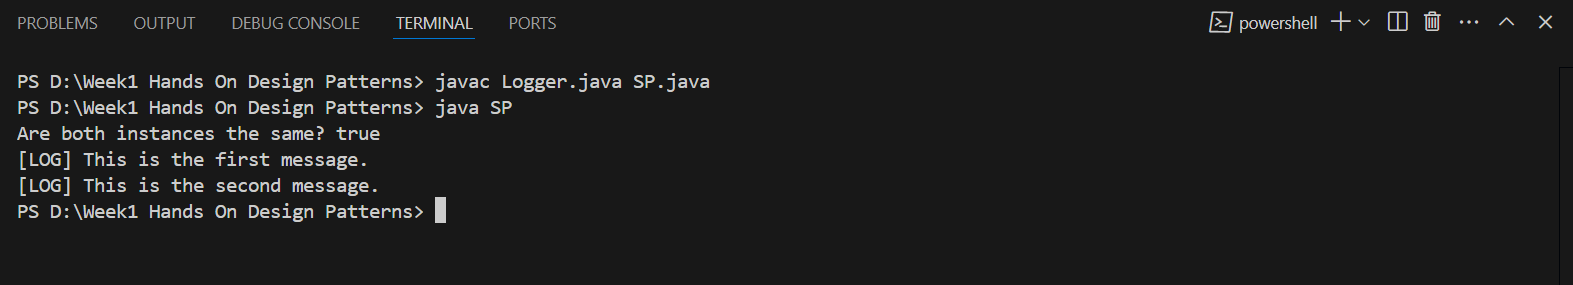 PROBLEMS OUTPUT DEBUG CONSOLE TERMINAL PORTS powershell
PS D:\Week1 Hands On Design Patterns> javac Logger.java SP.java
PS D:\Week1 Hands On Design Patterns> java SP
Are both instances the same? true
[LOG] This is the first message.
[LOG] This is the second message.
PS D:\Week1 Hands On Design Patterns>